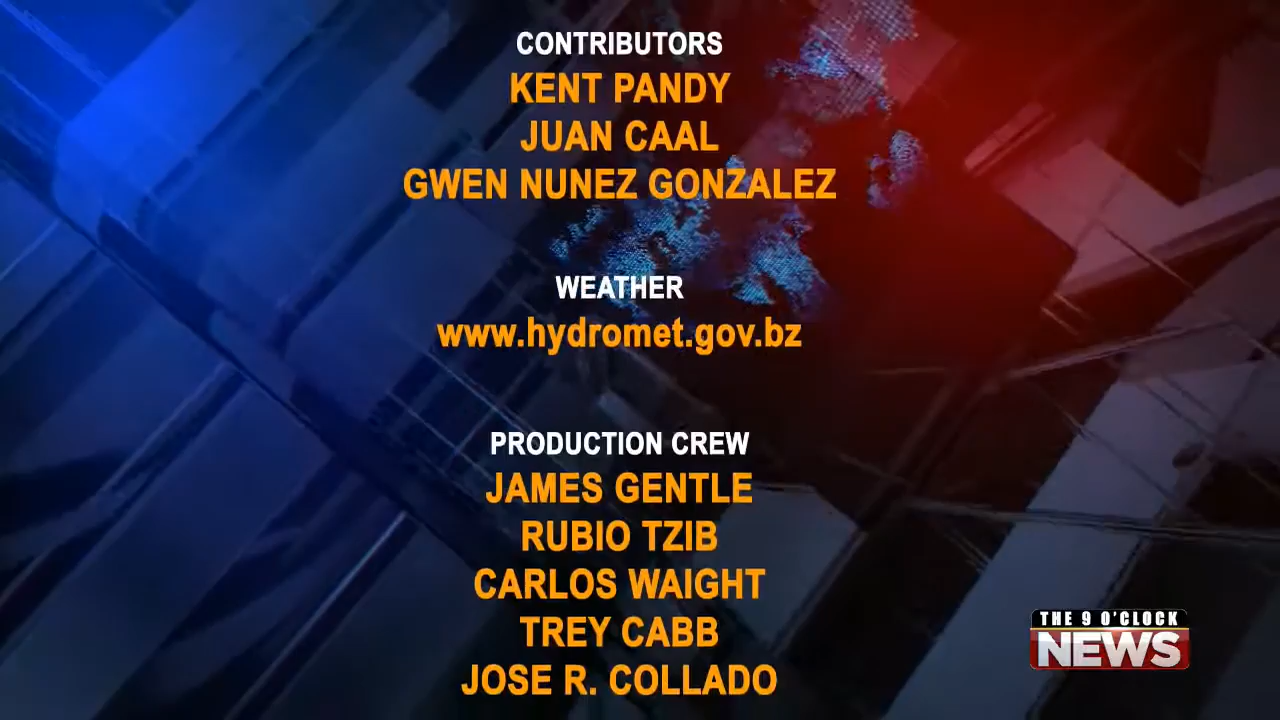 CONTRIBUTORS
KENT PANDY
JUAN CAAL
GWEN NUNEZ GONZALEZ
WEATHER
www.hydromet.gov.bz
PRODUCTION CREW
JAMES GENTLE
RUBIO TZIB
CARLOS WAIGHT
TREY CABB
JOSE R. COLLADO
THE 9 O'CLOCK
NEWS